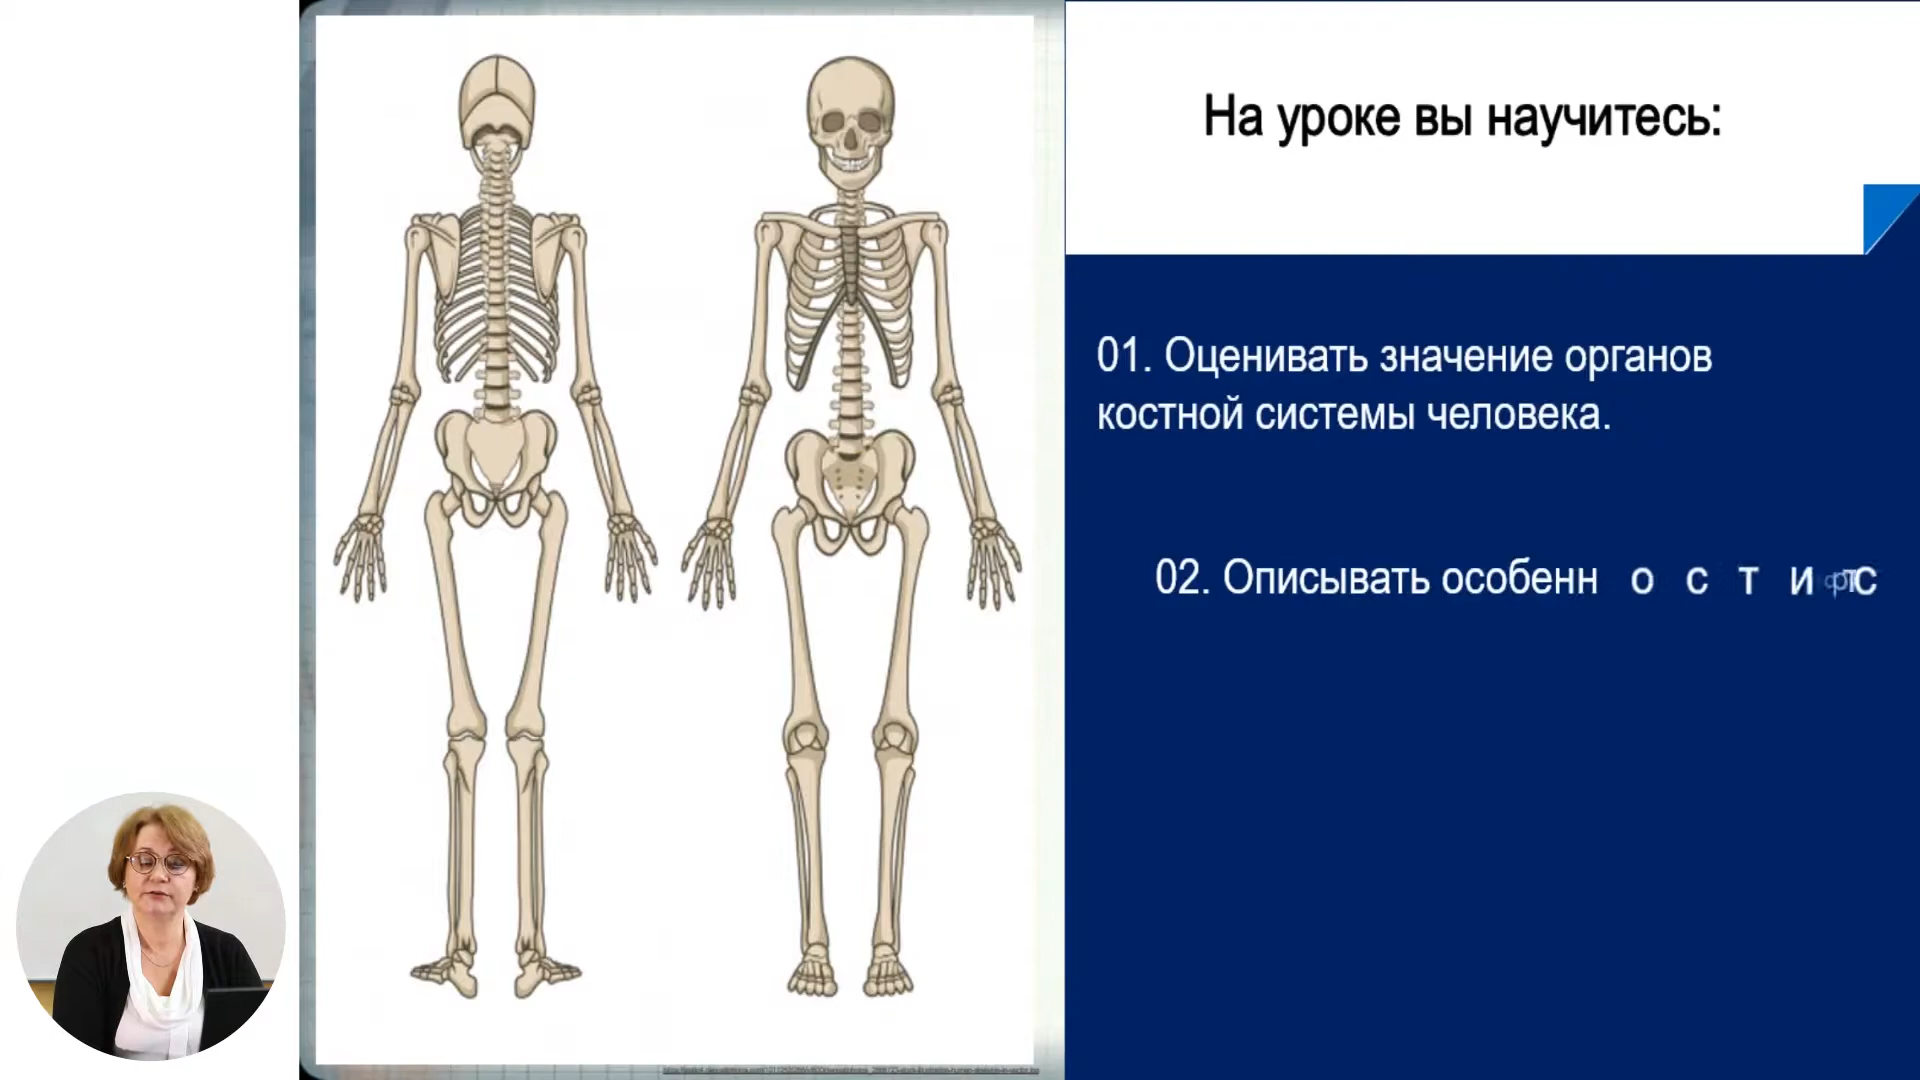 На уроке вы научитесь:
01. Оценивать значение органов
костной системы человека.
02. Описывать особенн о с т и